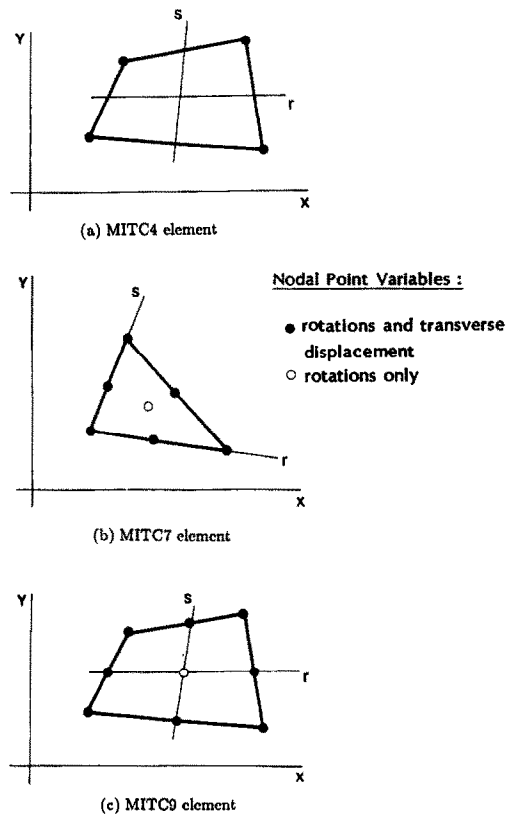 S
Y
r
X
(a) MITC4 element
Y
S
Nodal Point Variables :
● rotations and transverse
displacement
○ rotations only
r
X
(b) MITC7 element
Y
S
r
X
(c) MITC9 element